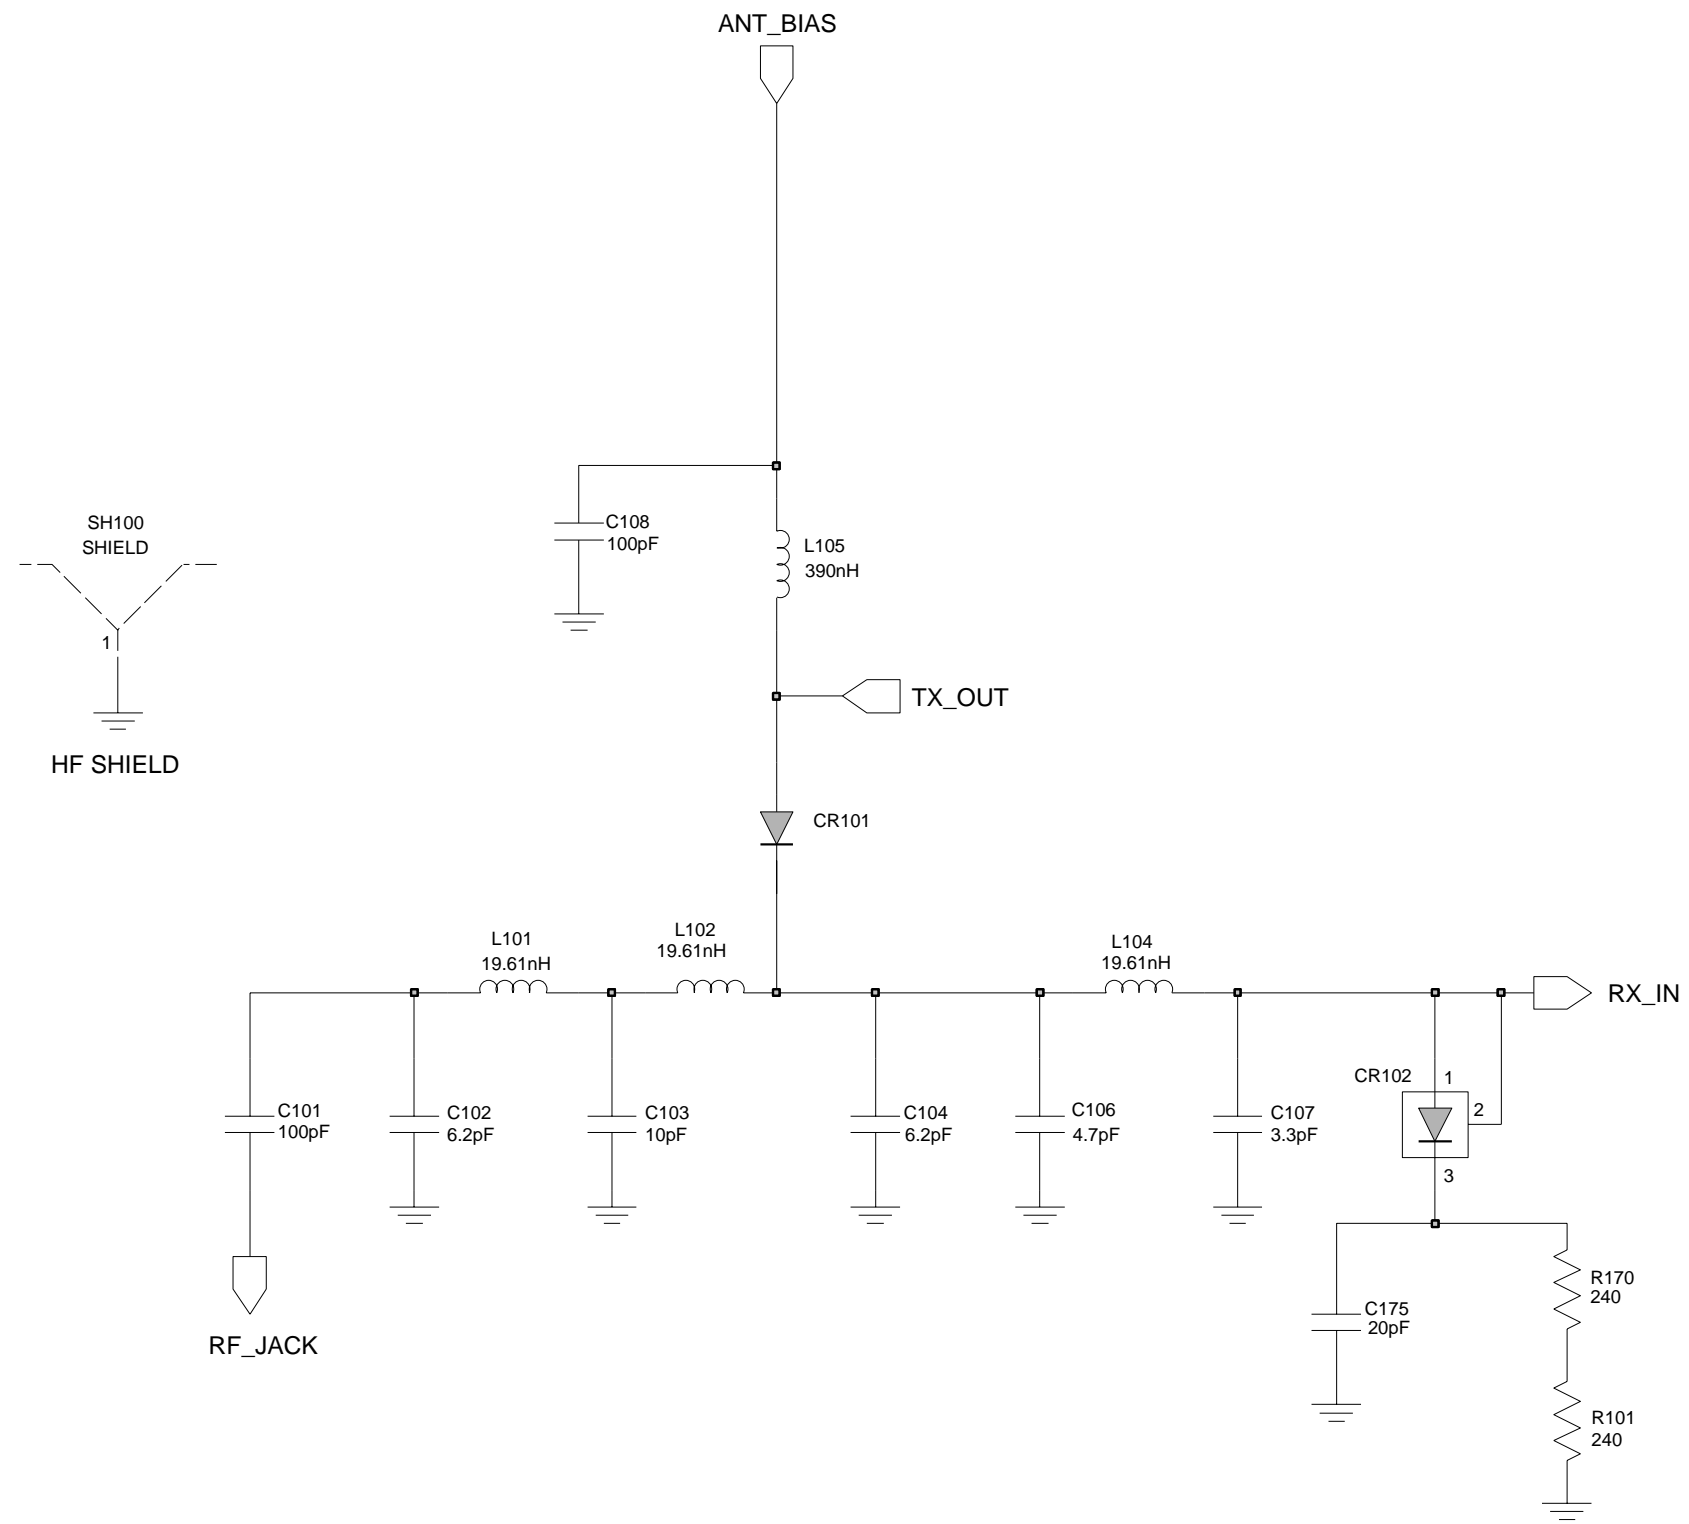 ANT_BIAS
SH100
SHIELD
1
HF SHIELD
C108
100pF
L105
390nH
TX_OUT
CR101
L101
19.61nH
L102
19.61nH
L104
19.61nH
RX_IN
C101
100pF
C102
6.2pF
C103
10pF
C104
6.2pF
C106
4.7pF
C107
3.3pF
CR102
1
2
3
RF_JACK
C175
20pF
R170
240
R101
240